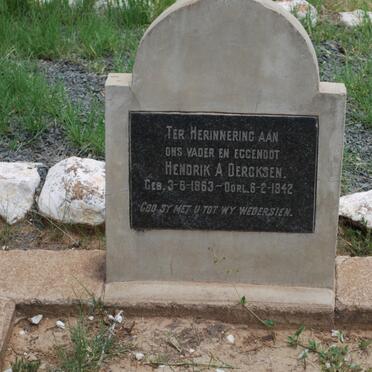 TER HERINNERING AAN
ONS VADER EN EGGENOOT
HENDRIK A DERCKSEN.
GEB. 3-6-1863 - OORL. 6-2-1942
GOD SY MET U TOT WY WEDERSIEN.